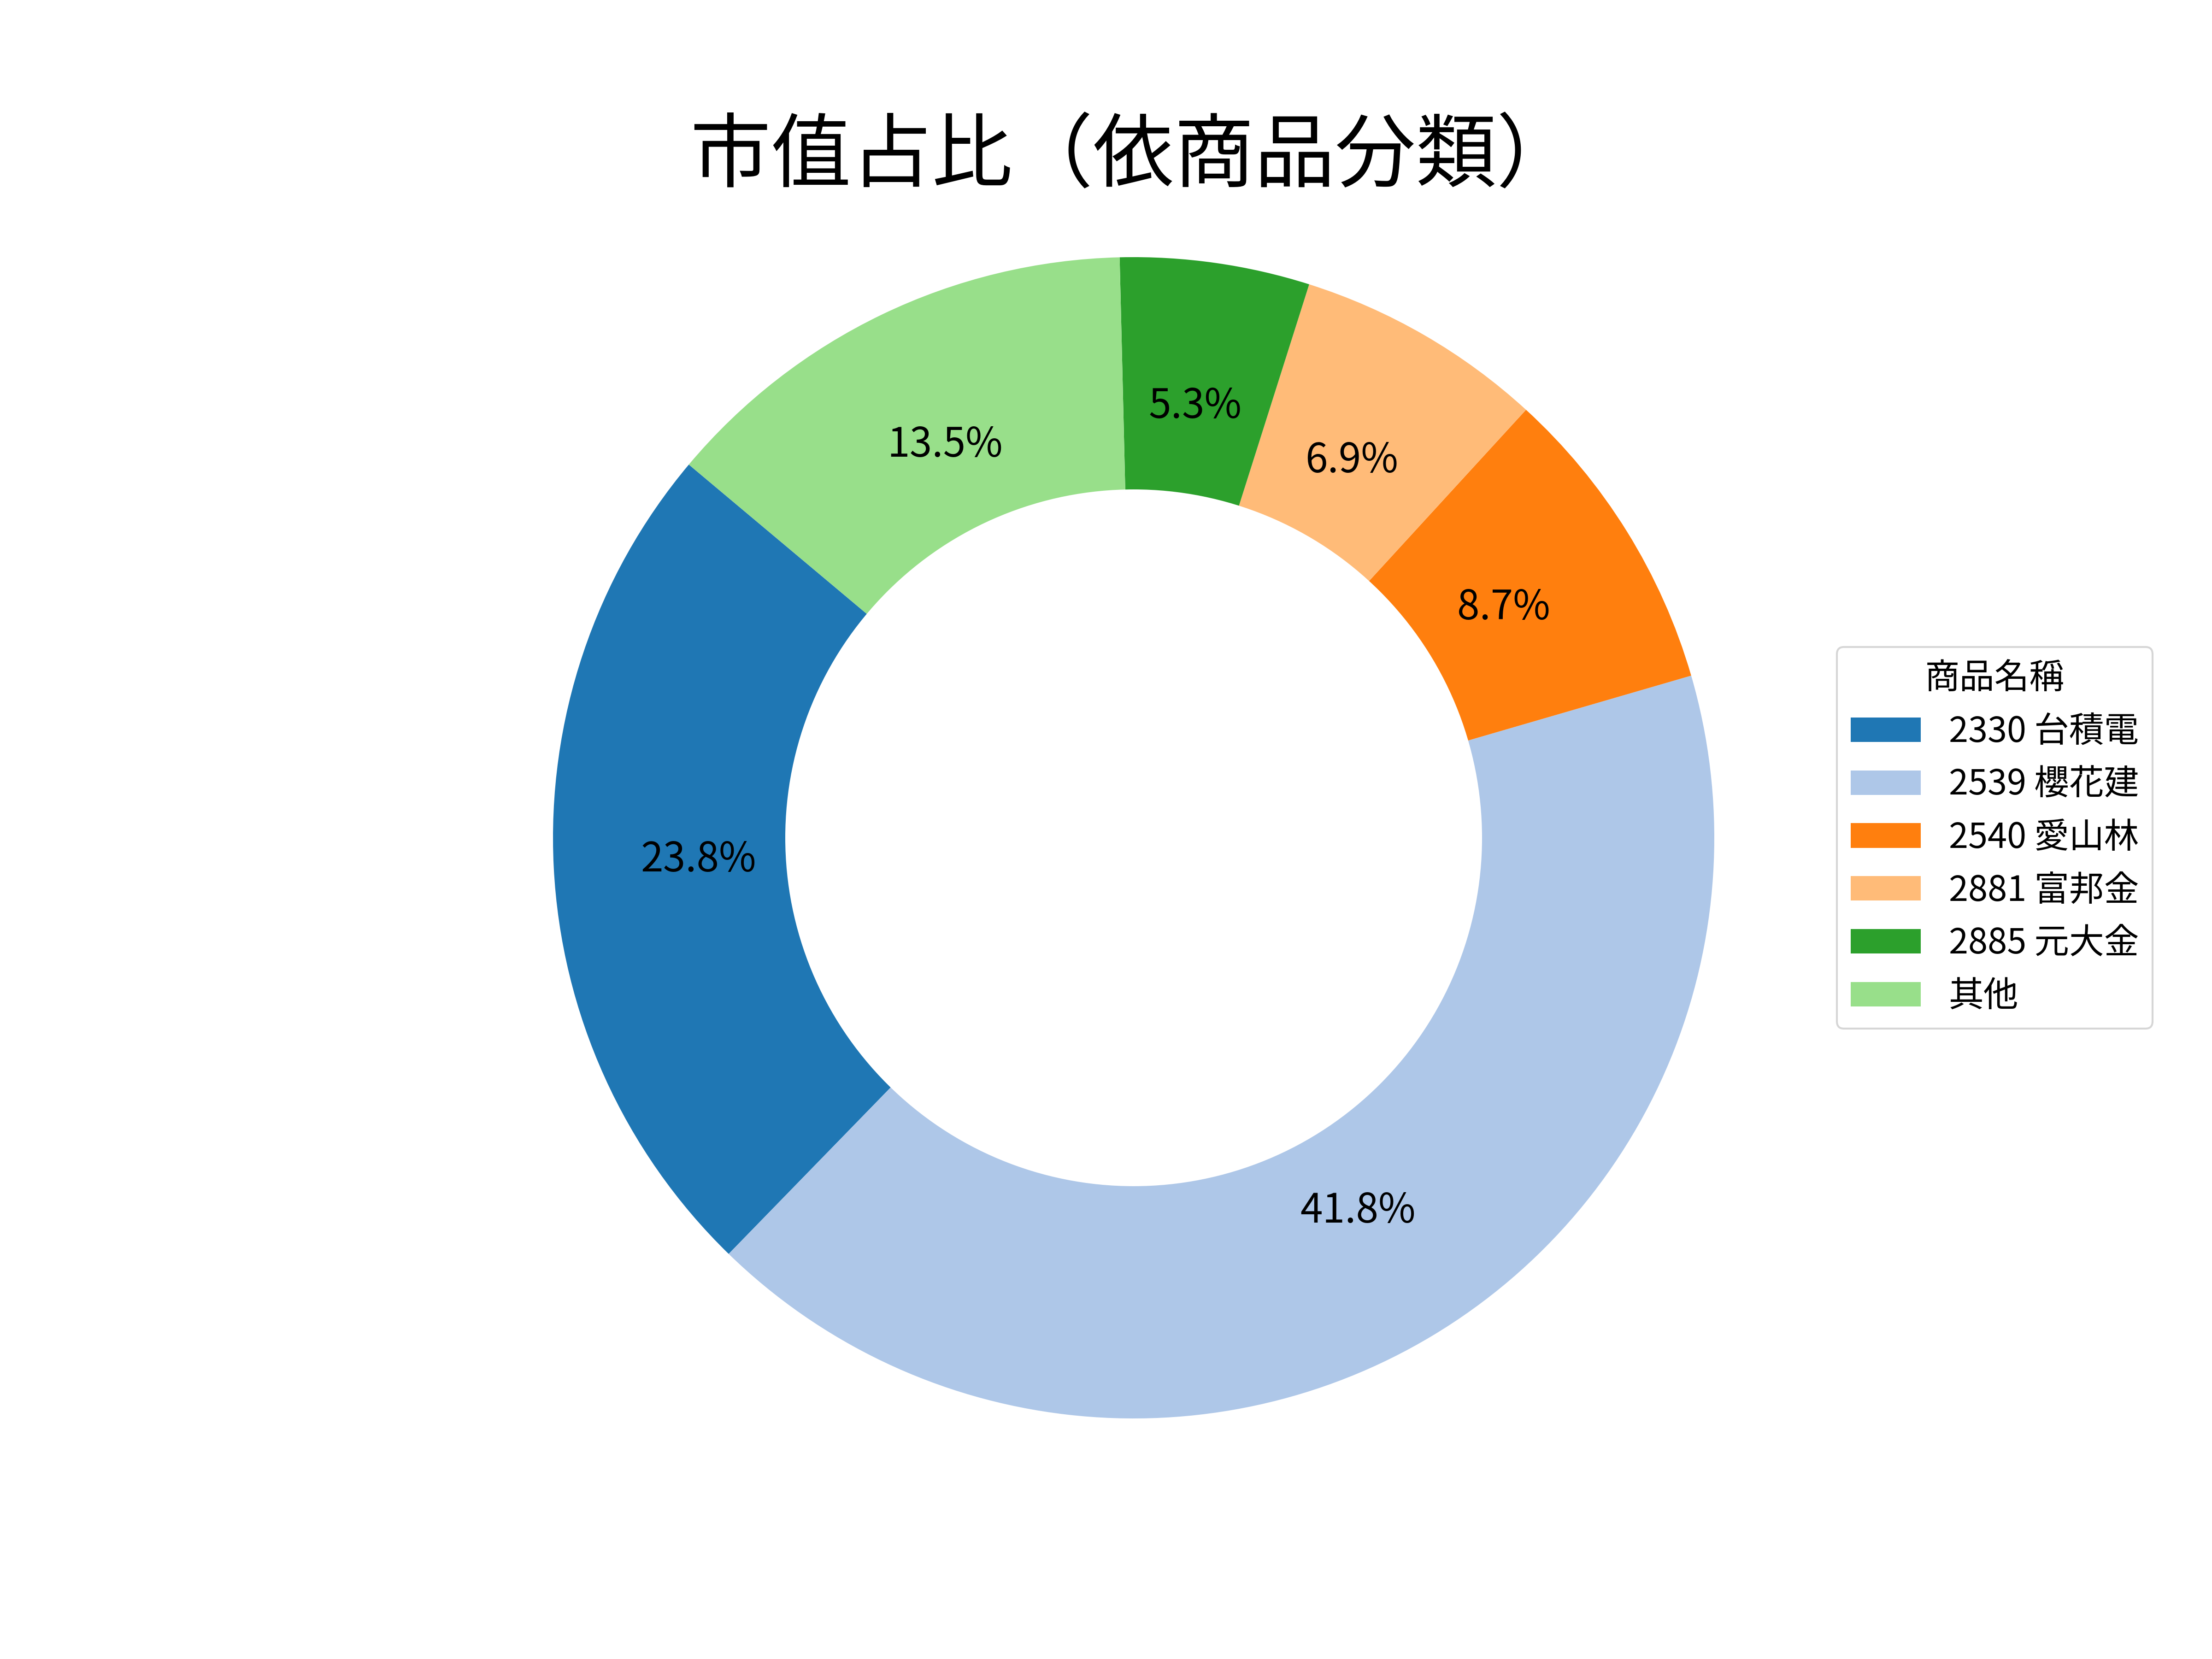 市值占比（依商品分類）
5.3%
13.5%
6.9%
8.7%
23.8%
41.8%
商品名稱
2330 台積電
2539 櫻花建
2540 愛山林
2881 富邦金
2885 元大金
其他